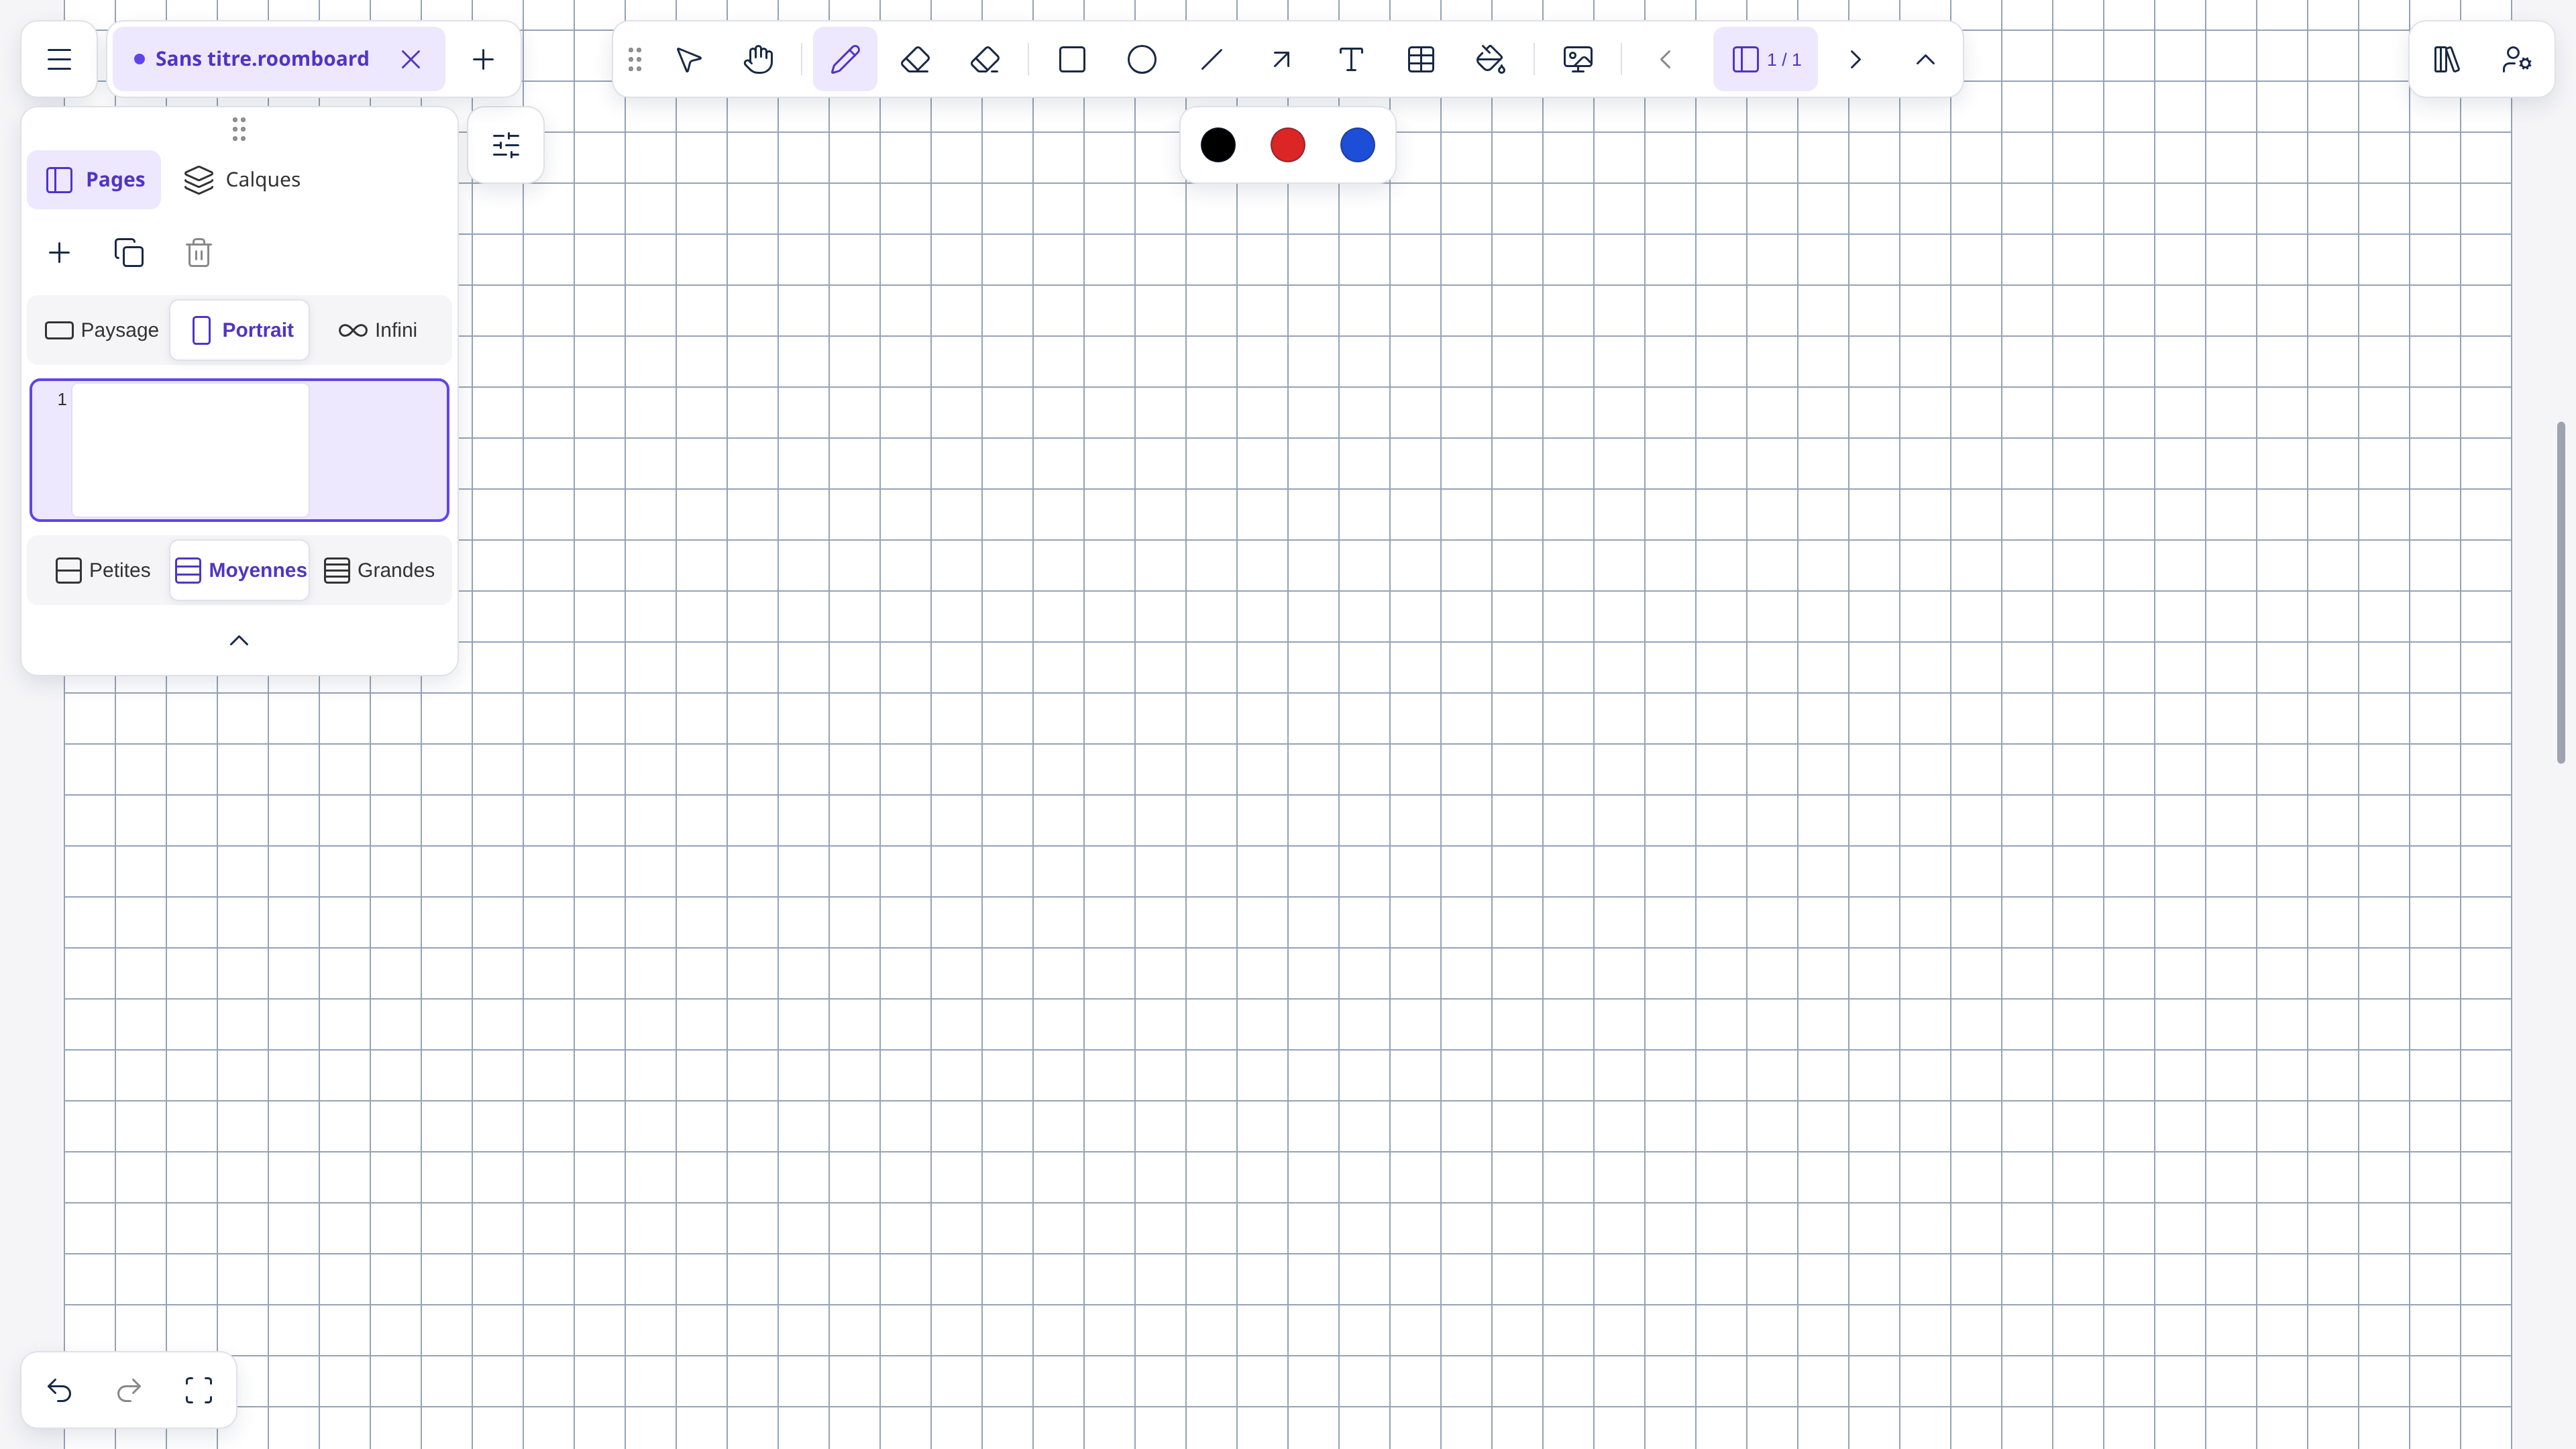 Sans titre.roomboard
1 / 1
Pages
Calques
Paysage
Portrait
Infini
1
Petites
Moyennes
Grandes